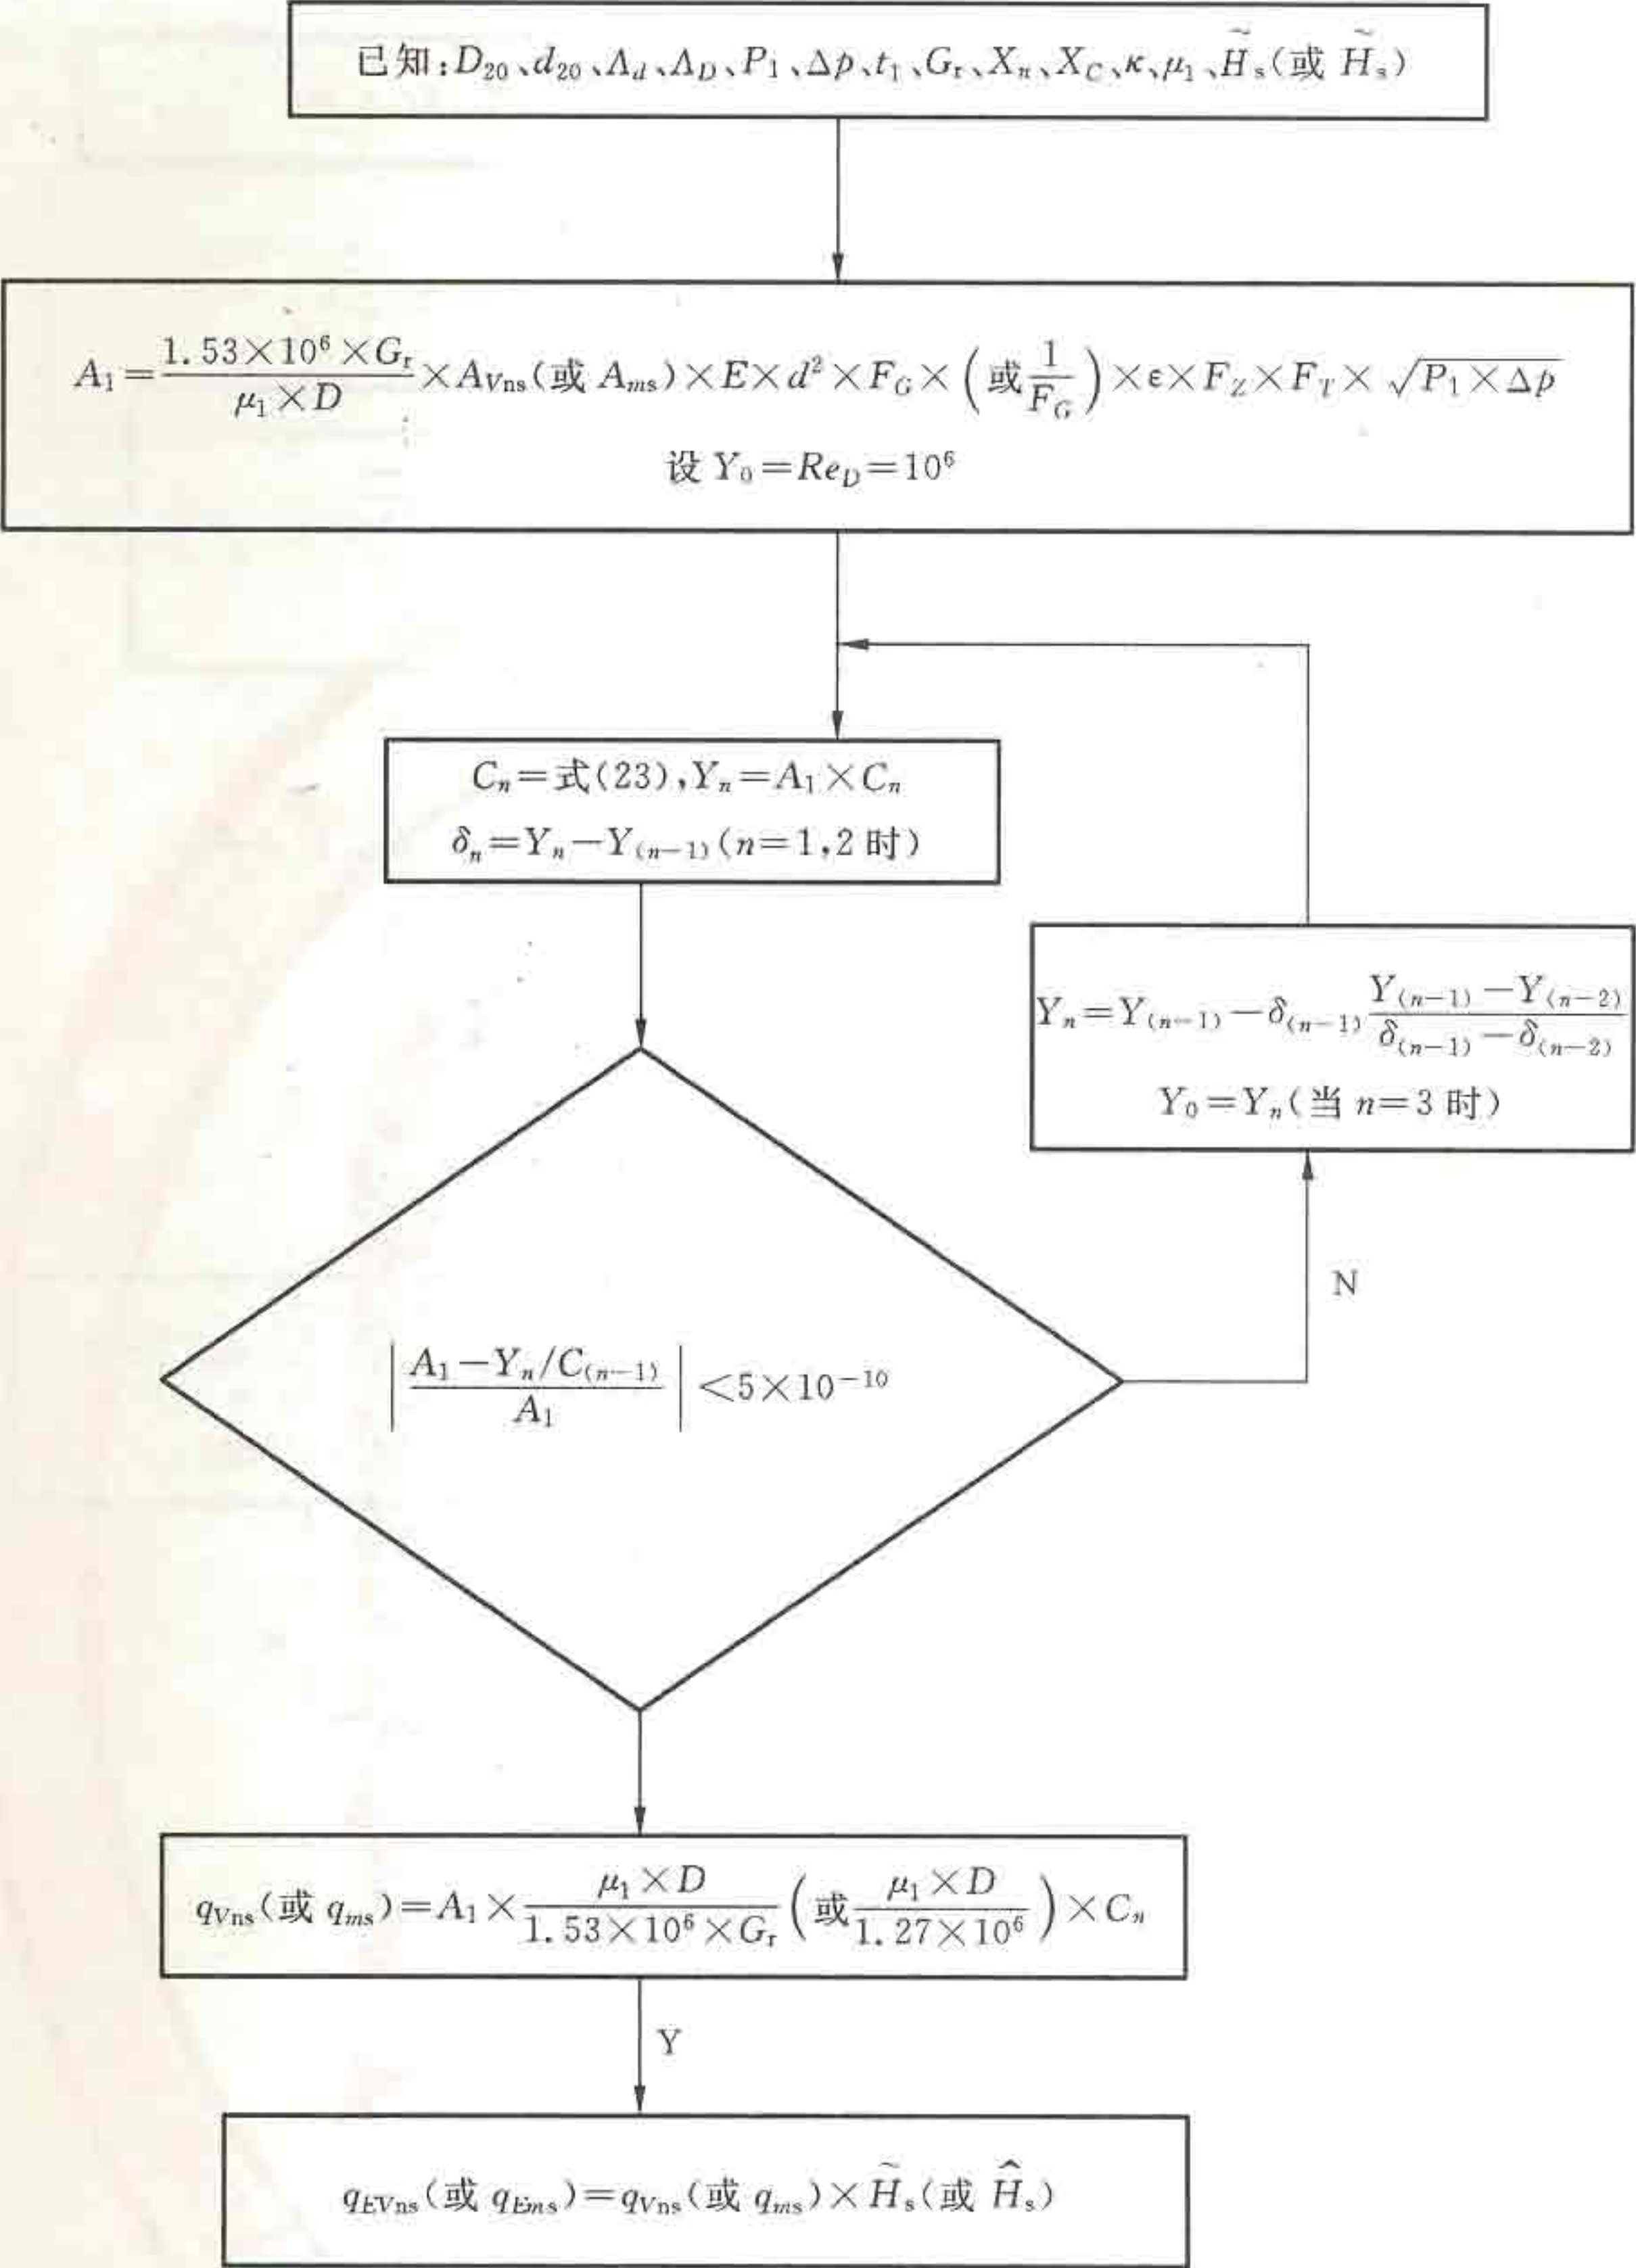 已知:D₂₀、d₂₀、Λ_d、Λ_D、P₁、Δp、t₁、G_r、X_n、X_C、κ、μ₁、H̃_s(或 H̃_s)
A₁=(1.53×10⁶×G_r)/(μ₁×D)×A_Vns(或 A_ms)×E×d²×F_G×(或1/F_G)×ε×F_Z×F_T×√(P₁×Δp)
设 Y₀=Re_D=10⁶
C_n=式(23),Y_n=A₁×C_n
δ_n=Y_n−Y_(n−1)(n=1,2 时)
Y_n=Y_(n−1)−δ_(n−1)(Y_(n−1)−Y_(n−2))/(δ_(n−1)−δ_(n−2))
Y₀=Y_n(当 n=3 时)
N
|(A₁−Y_n/C_(n−1))/A₁|<5×10⁻¹⁰
q_Vns(或 q_ms)=A₁×(μ₁×D)/(1.53×10⁶×G_r)(或(μ₁×D)/(1.27×10⁶))×C_n
Y
q_EVns(或 q_Ems)=q_Vns(或 q_ms)×H̃_s(或 Ĥ_s)